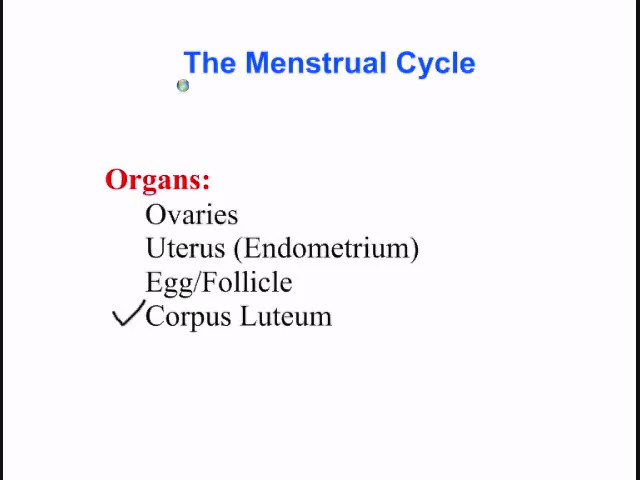 The Menstrual Cycle
Organs:
Ovaries
Uterus (Endometrium)
Egg/Follicle
Corpus Luteum